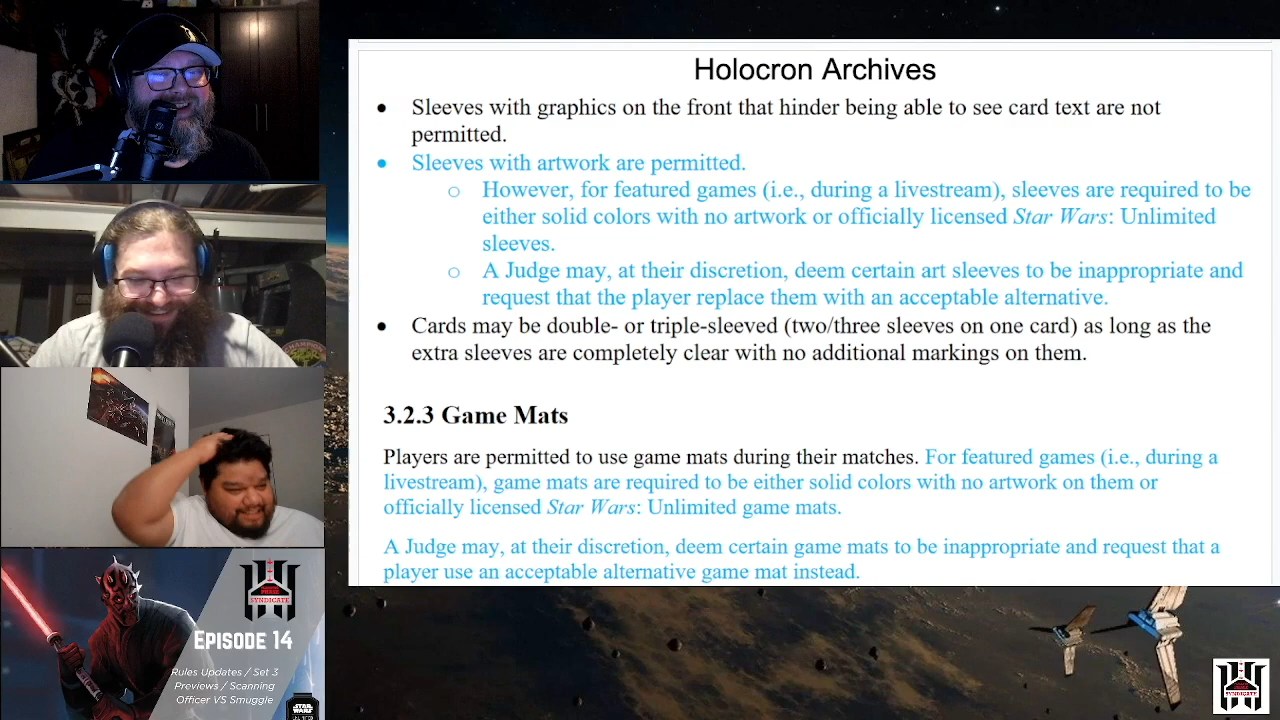 Holocron Archives
• Sleeves with graphics on the front that hinder being able to see card text are not
permitted.
• Sleeves with artwork are permitted.
o However, for featured games (i.e., during a livestream), sleeves are required to be
either solid colors with no artwork or officially licensed Star Wars: Unlimited
sleeves.
o A Judge may, at their discretion, deem certain art sleeves to be inappropriate and
request that the player replace them with an acceptable alternative.
• Cards may be double- or triple-sleeved (two/three sleeves on one card) as long as the
extra sleeves are completely clear with no additional markings on them.
3.2.3 Game Mats
Players are permitted to use game mats during their matches. For featured games (i.e., during a
livestream), game mats are required to be either solid colors with no artwork on them or
officially licensed Star Wars: Unlimited game mats.
A Judge may, at their discretion, deem certain game mats to be inappropriate and request that a
player use an acceptable alternative game mat instead.
SYNDICATE
Episode 14
Rules Updates / Set 3
Previews / Scanning
Officer VS Smuggle
STAR
WARS